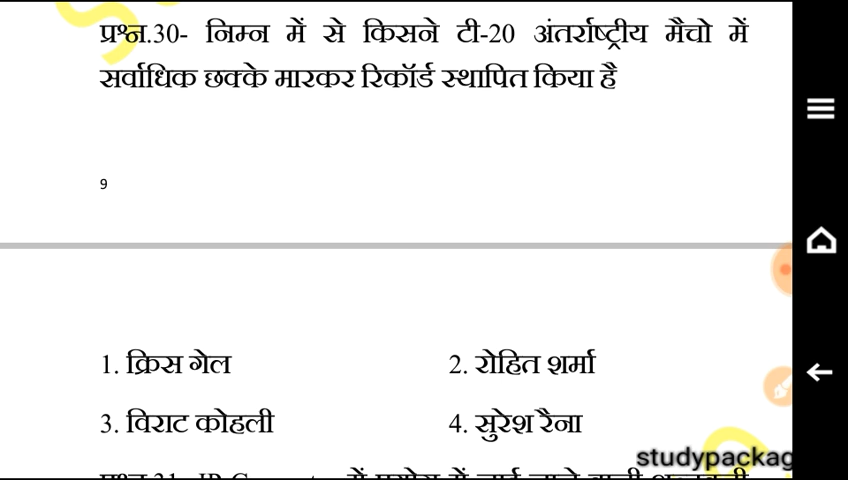 प्रश्न.30- निम्न में से किसने टी-20 अंतर्राष्ट्रीय मैचो में
सर्वाधिक छक्के मारकर रिकॉर्ड स्थापित किया है
9
1. क्रिस गेल 2. रोहित शर्मा
3. विराट कोहली 4. सुरेश रैना
studypackag